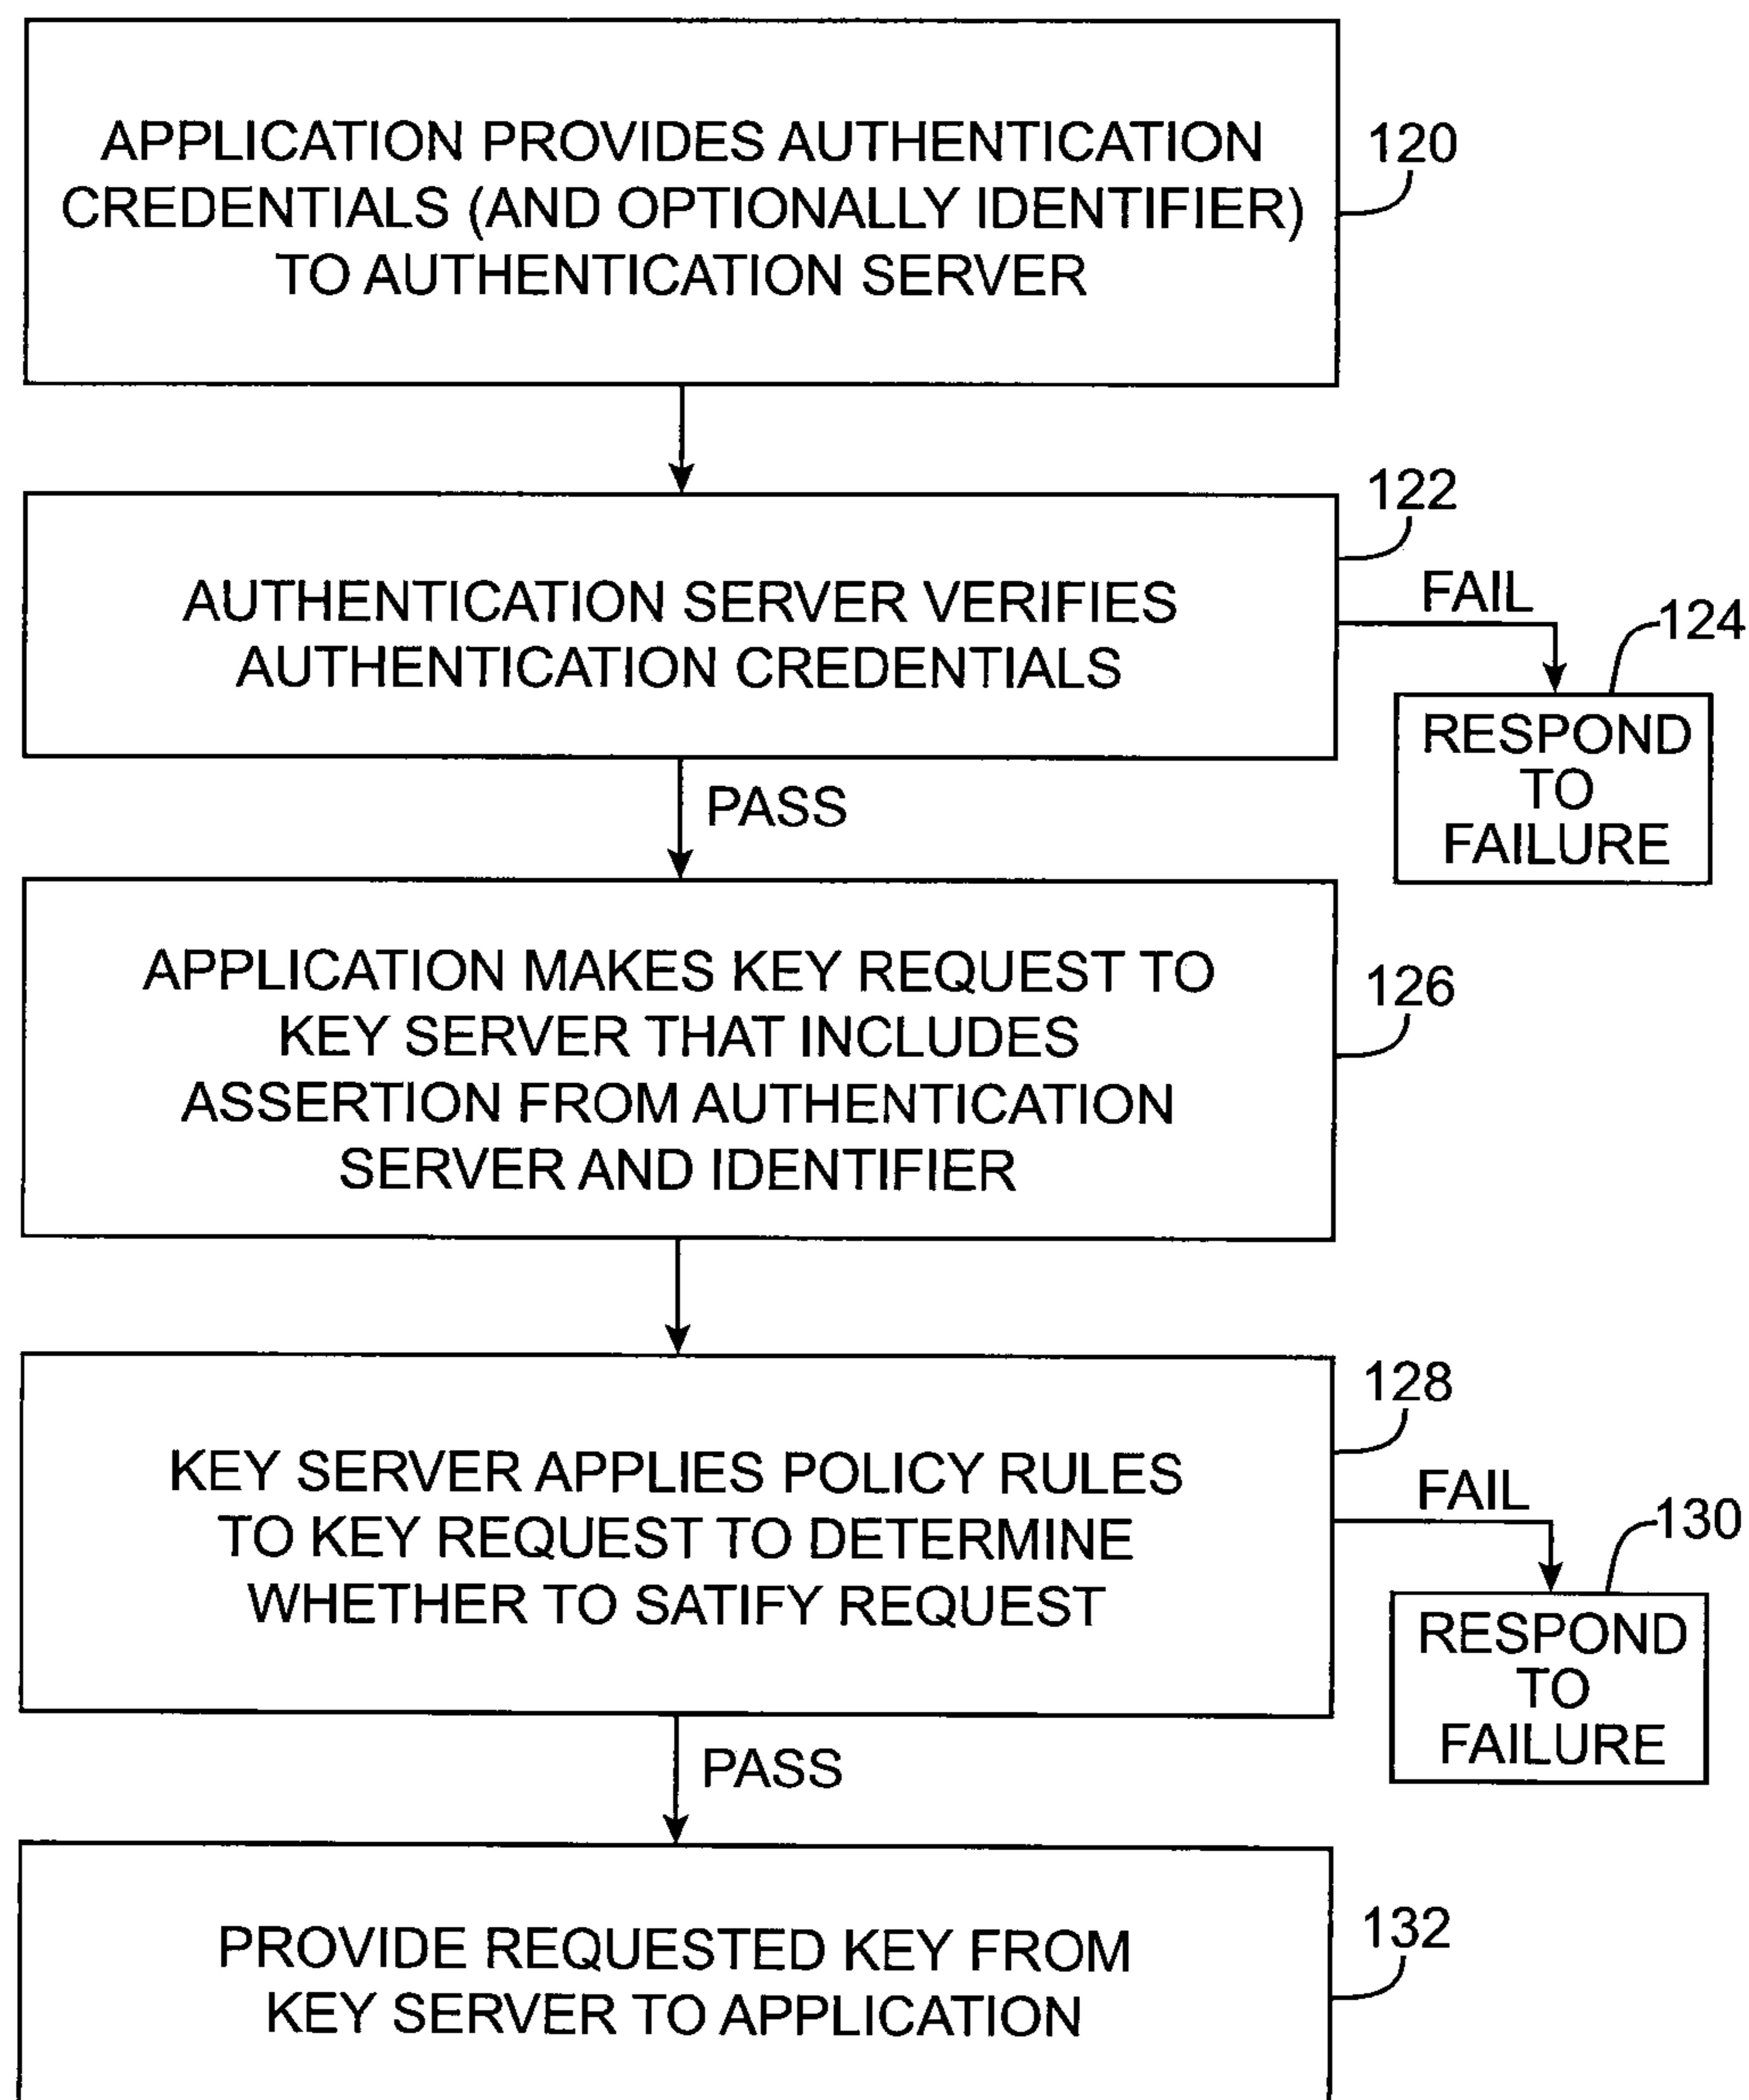 APPLICATION PROVIDES AUTHENTICATION
CREDENTIALS (AND OPTIONALLY IDENTIFIER)
TO AUTHENTICATION SERVER
120
122
AUTHENTICATION SERVER VERIFIES
AUTHENTICATION CREDENTIALS
FAIL
124
RESPOND
TO
FAILURE
PASS
APPLICATION MAKES KEY REQUEST TO
KEY SERVER THAT INCLUDES
ASSERTION FROM AUTHENTICATION
SERVER AND IDENTIFIER
126
128
KEY SERVER APPLIES POLICY RULES
TO KEY REQUEST TO DETERMINE
WHETHER TO SATIFY REQUEST
FAIL
130
RESPOND
TO
FAILURE
PASS
PROVIDE REQUESTED KEY FROM
KEY SERVER TO APPLICATION
132